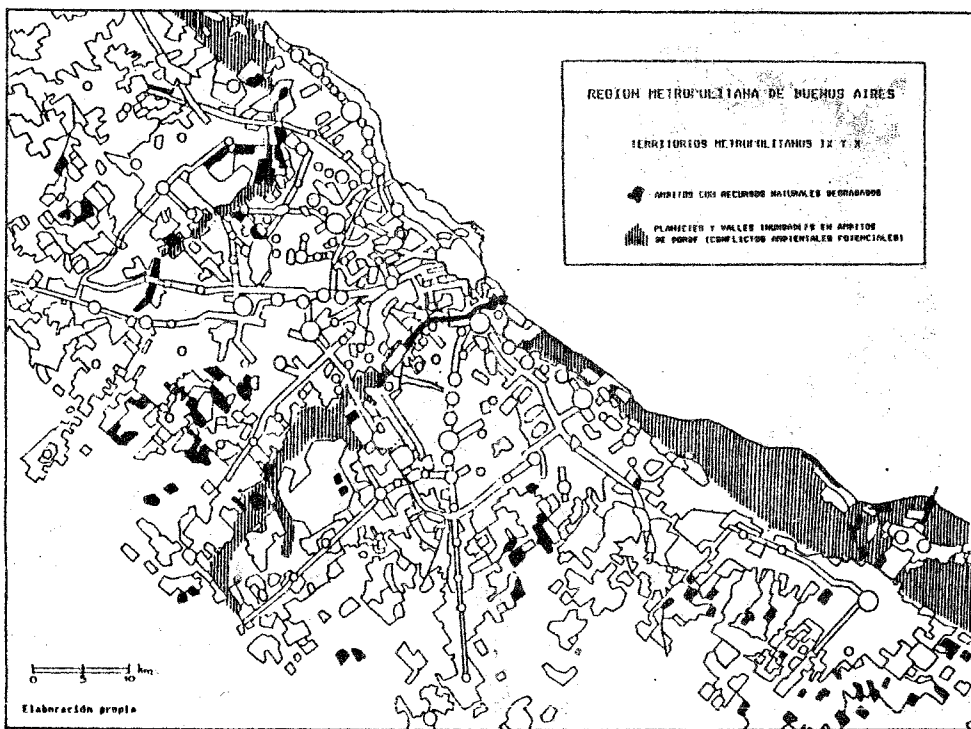 REGION METROPOLITANA DE BUENOS AIRES
TERRITORIOS METROPOLITANOS IX Y X
AMBITOS CON RECURSOS NATURALES DEGRADADOS
PLANICIES Y VALLES INUNDABLES EN AMBITOS
DE BORDE (CONFLICTOS AMBIENTALES POTENCIALES)
km
0 5 10
Elaboración propia